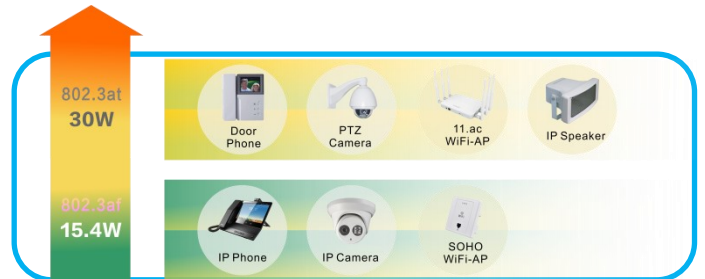 802.3at
30W
Door
Phone
PTZ
Camera
11.ac
WiFi-AP
IP Speaker
802.3af
15.4W
IP Phone
IP Camera
SOHO
WiFi-AP